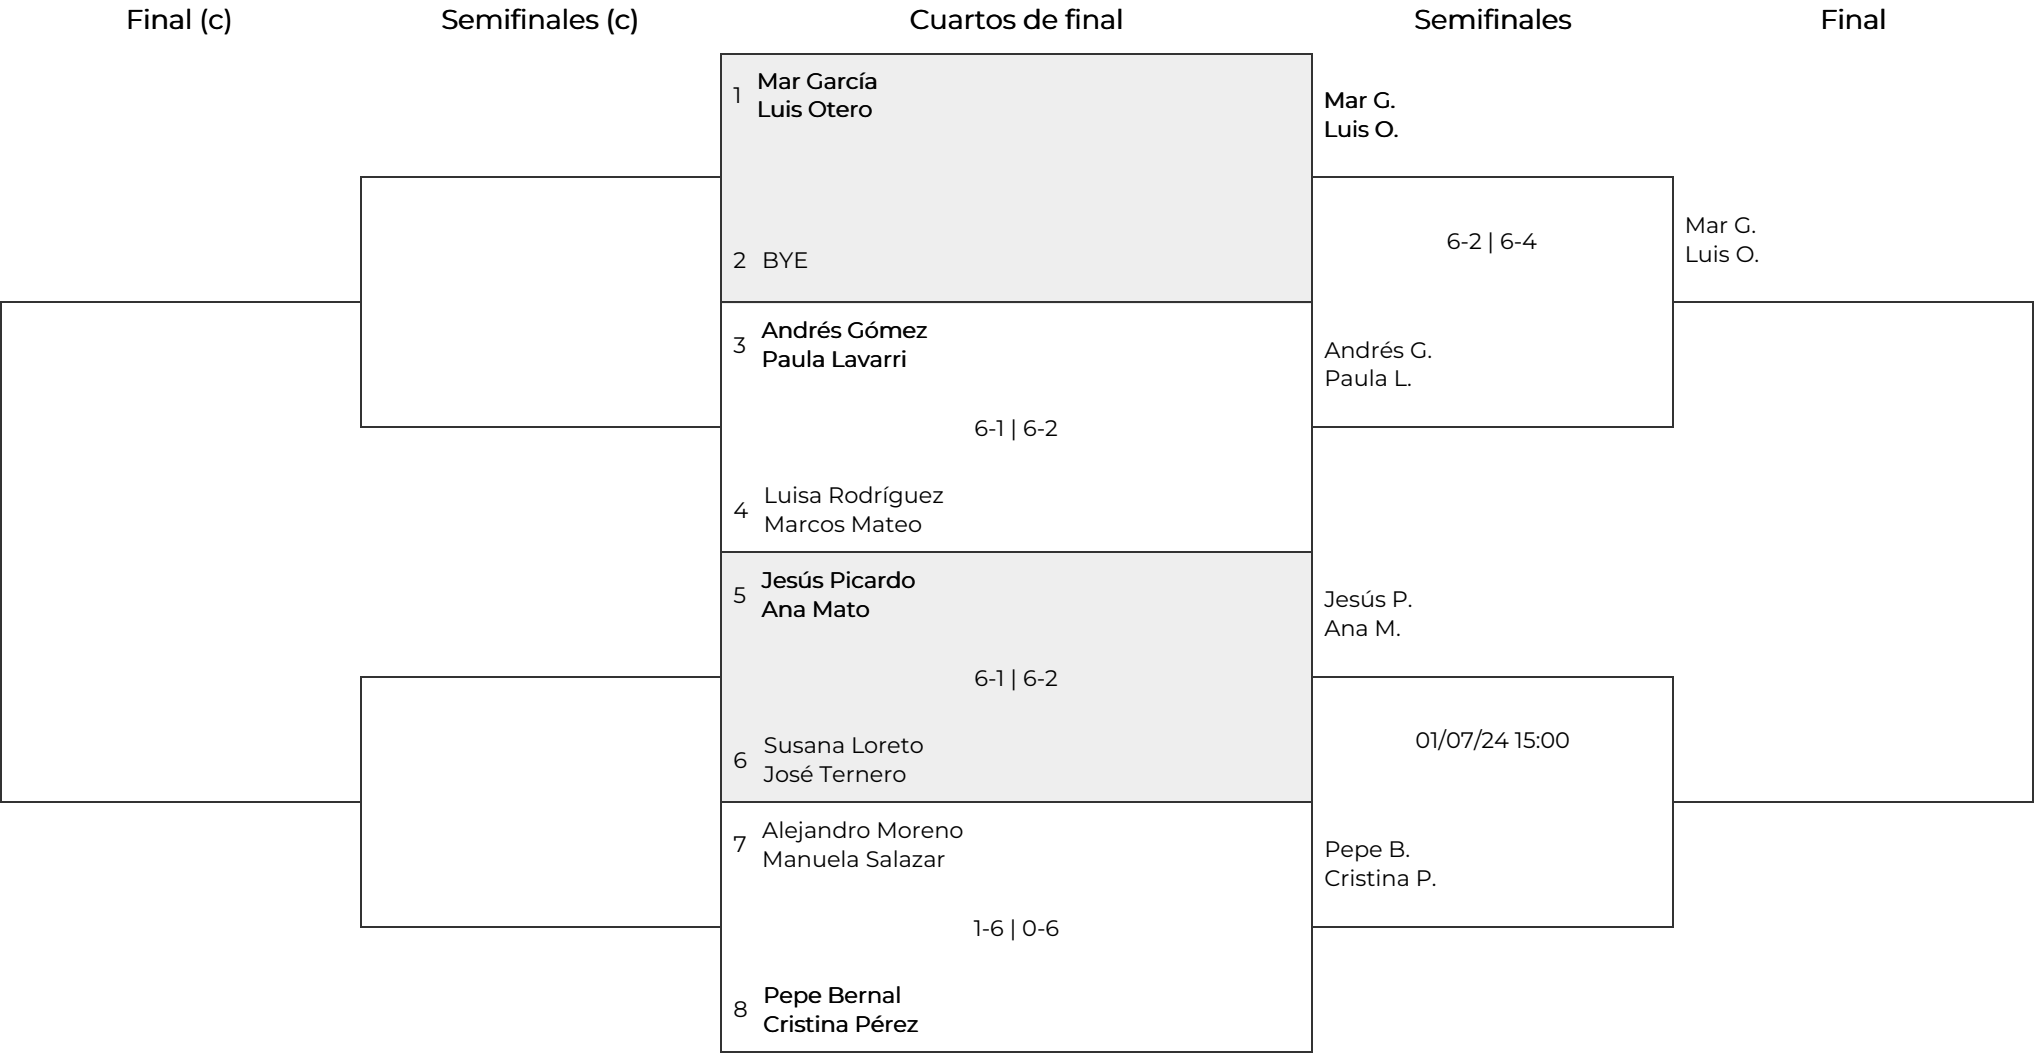 Final (c)
Semifinales (c)
Cuartos de final
Semifinales
Final
1
Mar García
Luis Otero
2 BYE
3
Andrés Gómez
Paula Lavarri
6-1 | 6-2
4
Luisa Rodríguez
Marcos Mateo
5
Jesús Picardo
Ana Mato
6-1 | 6-2
6
Susana Loreto
José Ternero
7
Alejandro Moreno
Manuela Salazar
1-6 | 0-6
8
Pepe Bernal
Cristina Pérez
Mar G.
Luis O.
6-2 | 6-4
Andrés G.
Paula L.
Jesús P.
Ana M.
01/07/24 15:00
Pepe B.
Cristina P.
Mar G.
Luis O.